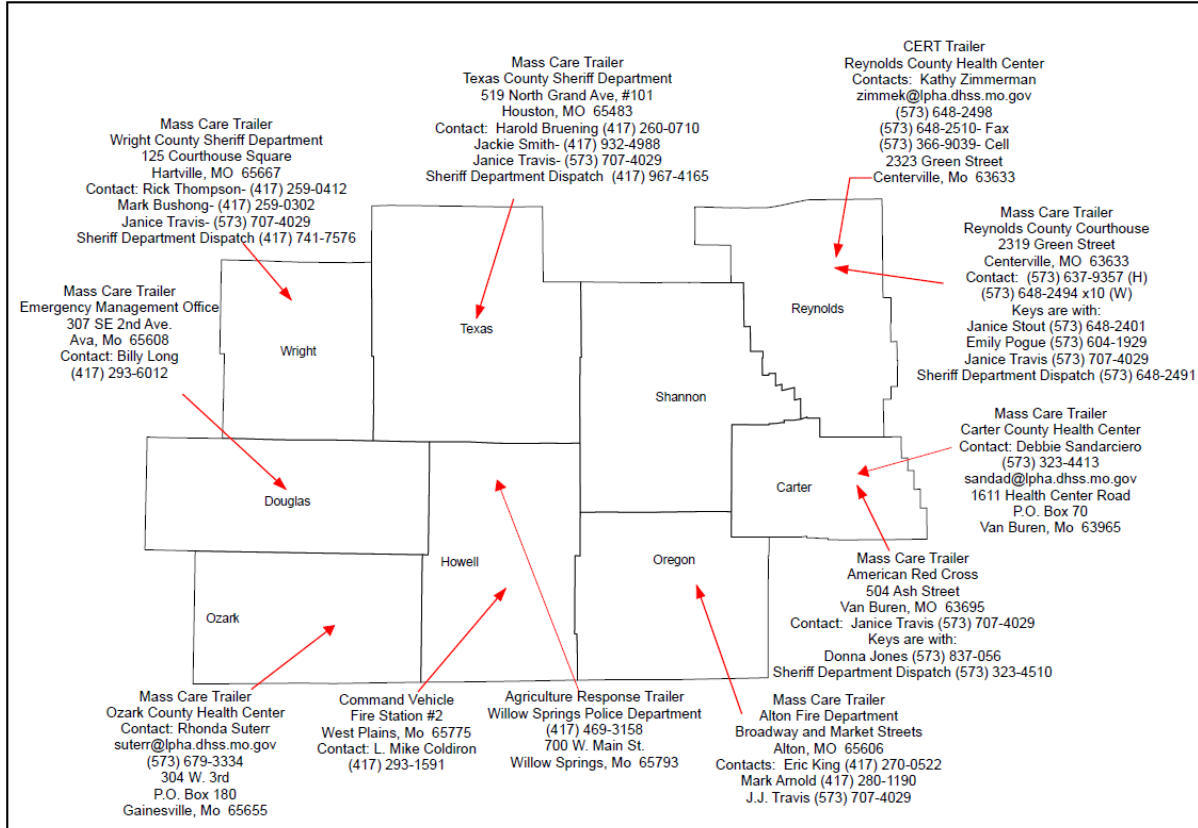 CERT Trailer
Reynolds County Health Center
Contacts:  Kathy Zimmerman
zimmek@lpha.dhss.mo.gov
(573) 648-2498
(573) 648-2510- Fax
(573) 366-9039- Cell
2323 Green Street
Centerville, Mo  63633
Mass Care Trailer
Texas County Sheriff Department
519 North Grand Ave, #101
Houston, MO  65483
Contact:  Harold Bruening (417) 260-0710
Jackie Smith- (417) 932-4988
Janice Travis- (573) 707-4029
Sheriff Department Dispatch  (417) 967-4165
Mass Care Trailer
Wright County Sheriff Department
125 Courthouse Square
Hartville, MO  65667
Contact: Rick Thompson- (417) 259-0412
Mark Bushong- (417) 259-0302
Janice Travis- (573) 707-4029
Sheriff Department Dispatch (417) 741-7576
Mass Care Trailer
Reynolds County Courthouse
2319 Green Street
Centerville, MO  63633
Contact:  (573) 637-9357 (H)
(573) 648-2494 x10 (W)
Keys are with:
Janice Stout (573) 648-2401
Emily Pogue (573) 604-1929
Janice Travis (573) 707-4029
Sheriff Department Dispatch (573) 648-2491
Mass Care Trailer
Emergency Management Office
307 SE 2nd Ave.
Ava, Mo  65608
Contact: Billy Long
(417) 293-6012
Wright
Texas
Reynolds
Shannon
Douglas
Carter
Howell
Oregon
Ozark
Mass Care Trailer
Carter County Health Center
Contact: Debbie Sandarciero
(573) 323-4413
sandad@lpha.dhss.mo.gov
1611 Health Center Road
P.O. Box 70
Van Buren, Mo  63965
Mass Care Trailer
American Red Cross
504 Ash Street
Van Buren, MO  63695
Contact:  Janice Travis (573) 707-4029
Keys are with:
Donna Jones (573) 837-056
Sheriff Department Dispatch (573) 323-4510
Mass Care Trailer
Ozark County Health Center
Contact: Rhonda Suterr
suterr@lpha.dhss.mo.gov
(573) 679-3334
304 W. 3rd
P.O. Box 180
Gainesville, Mo  65655
Command Vehicle
Fire Station #2
West Plains, Mo  65775
Contact: L. Mike Coldiron
(417) 293-1591
Agriculture Response Trailer
Willow Springs Police Department
(417) 469-3158
700 W. Main St.
Willow Springs, Mo  65793
Mass Care Trailer
Alton Fire Department
Broadway and Market Streets
Alton, MO  65606
Contacts:  Eric King (417) 270-0522
Mark Arnold (417) 280-1190
J.J. Travis (573) 707-4029